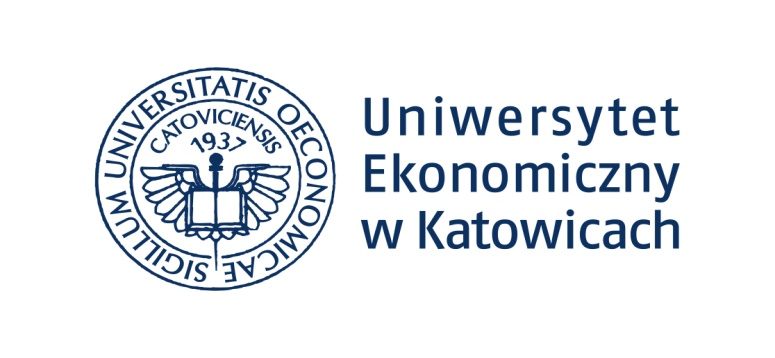 SIGILLUM UNIVERSITATIS OECONOMICAE
CATOVICIENSIS
1937
Uniwersytet
Ekonomiczny
w Katowicach